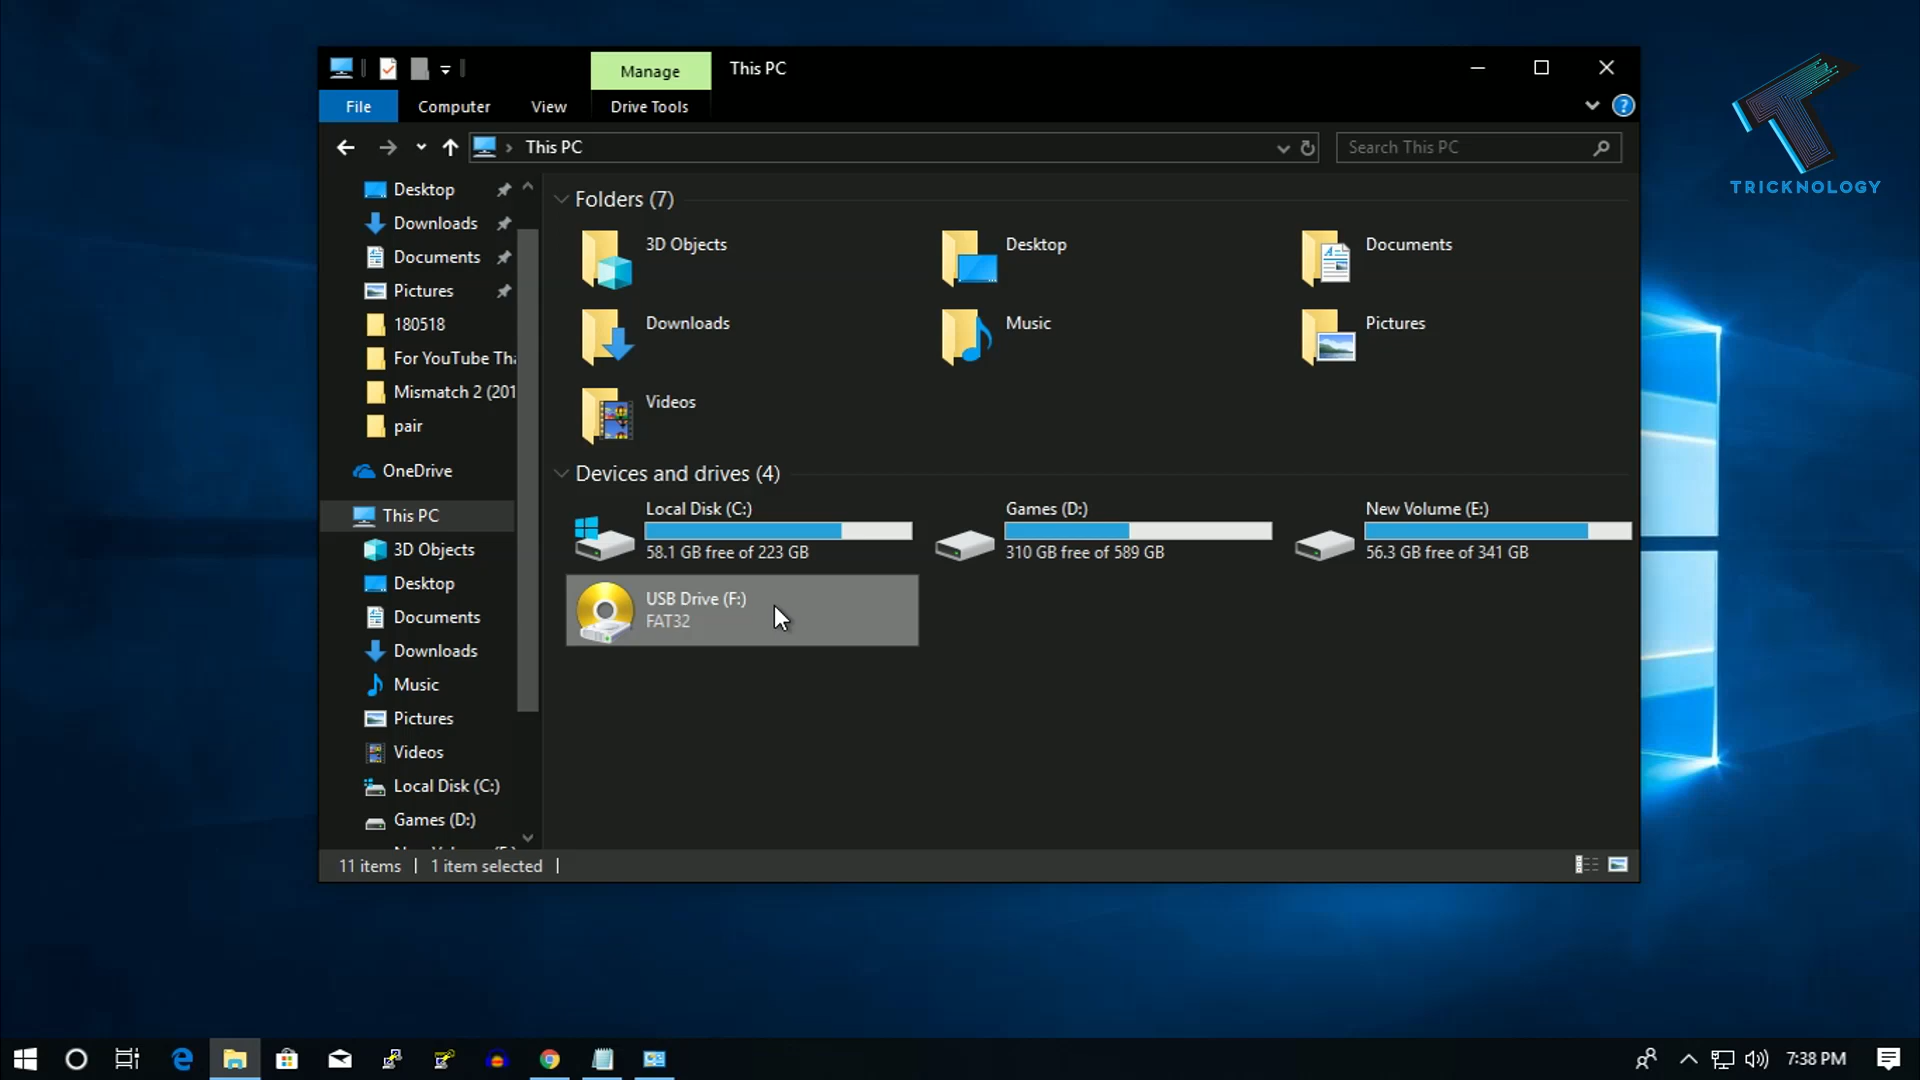 Manage
This PC
File
Computer
View
Drive Tools
This PC
Search This PC
TRICKNOLOGY
Desktop
Downloads
Documents
Pictures
180518
For YouTube Tha
Mismatch 2 (201
pair
OneDrive
This PC
3D Objects
Desktop
Documents
Downloads
Music
Pictures
Videos
Local Disk (C:)
Games (D:)
Folders (7)
3D Objects
Desktop
Documents
Downloads
Music
Pictures
Videos
Devices and drives (4)
Local Disk (C:)
58.1 GB free of 223 GB
Games (D:)
310 GB free of 589 GB
New Volume (E:)
56.3 GB free of 341 GB
USB Drive (F:)
FAT32
11 items
1 item selected
7:38 PM